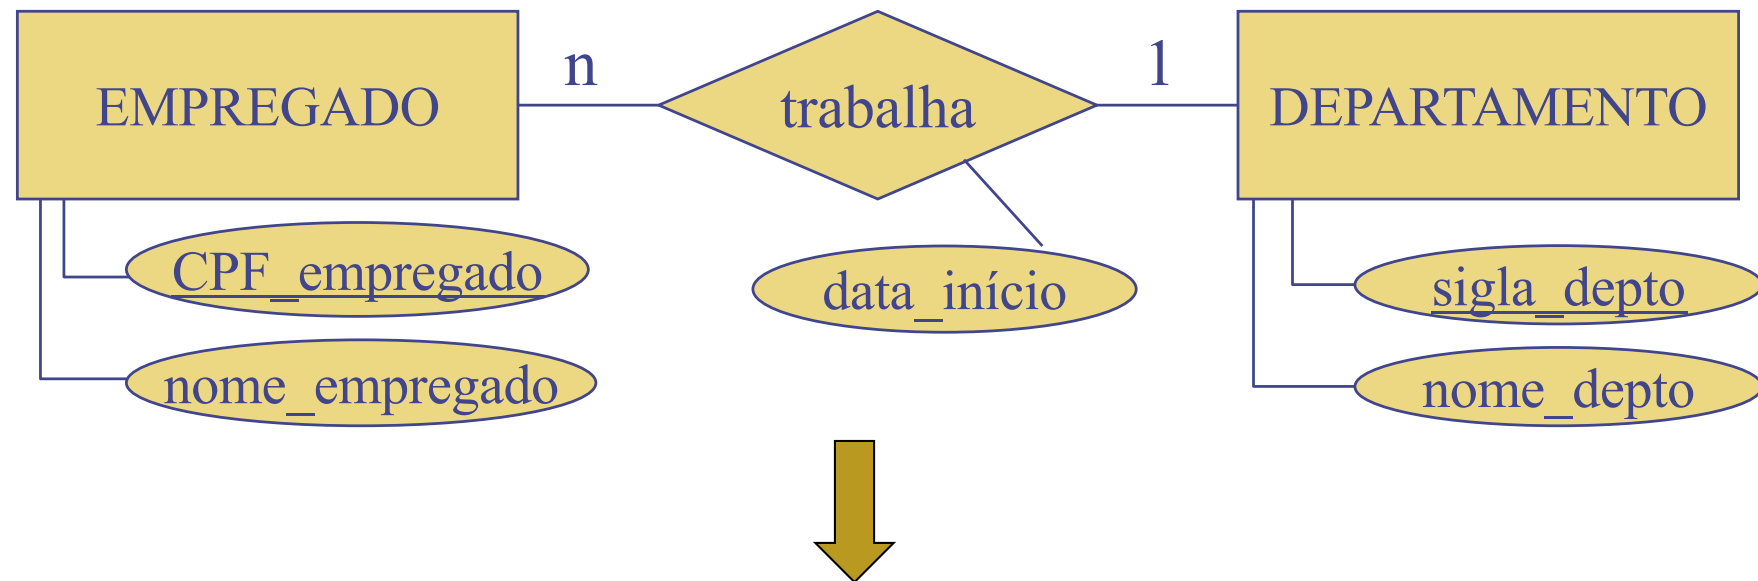 EMPREGADO
n
trabalha
1
DEPARTAMENTO
CPF_empregado
data_início
sigla_depto
nome_empregado
nome_depto